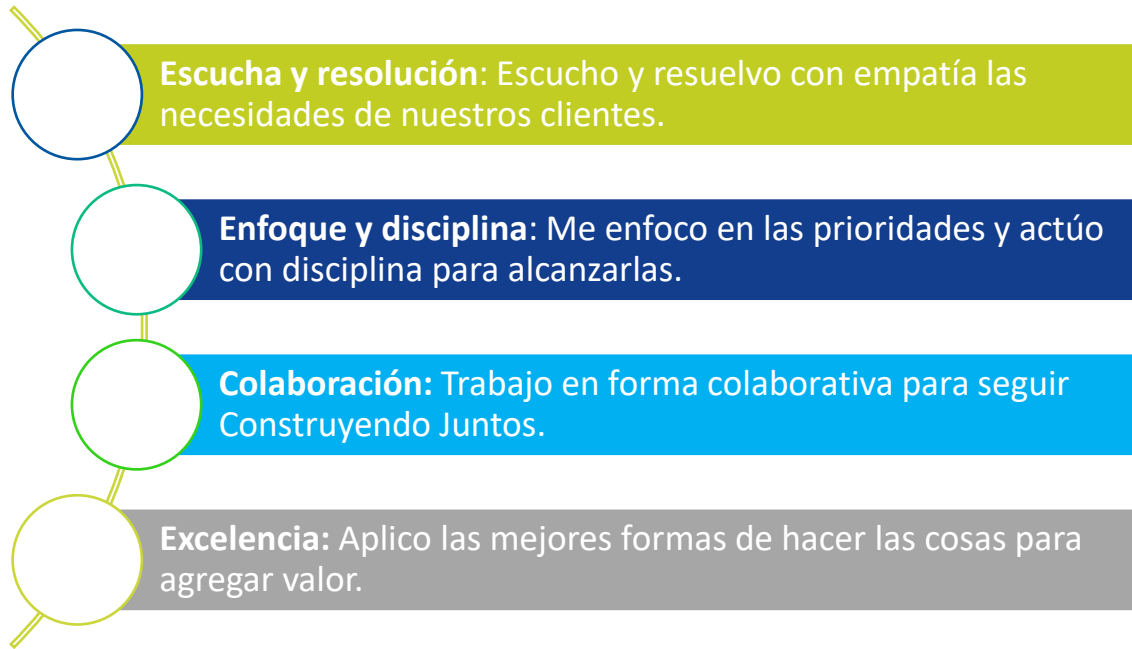 Escucha y resolución: Escucho y resuelvo con empatía las
necesidades de nuestros clientes.
Enfoque y disciplina: Me enfoco en las prioridades y actúo
con disciplina para alcanzarlas.
Colaboración: Trabajo en forma colaborativa para seguir
Construyendo Juntos.
Excelencia: Aplico las mejores formas de hacer las cosas para
agregar valor.